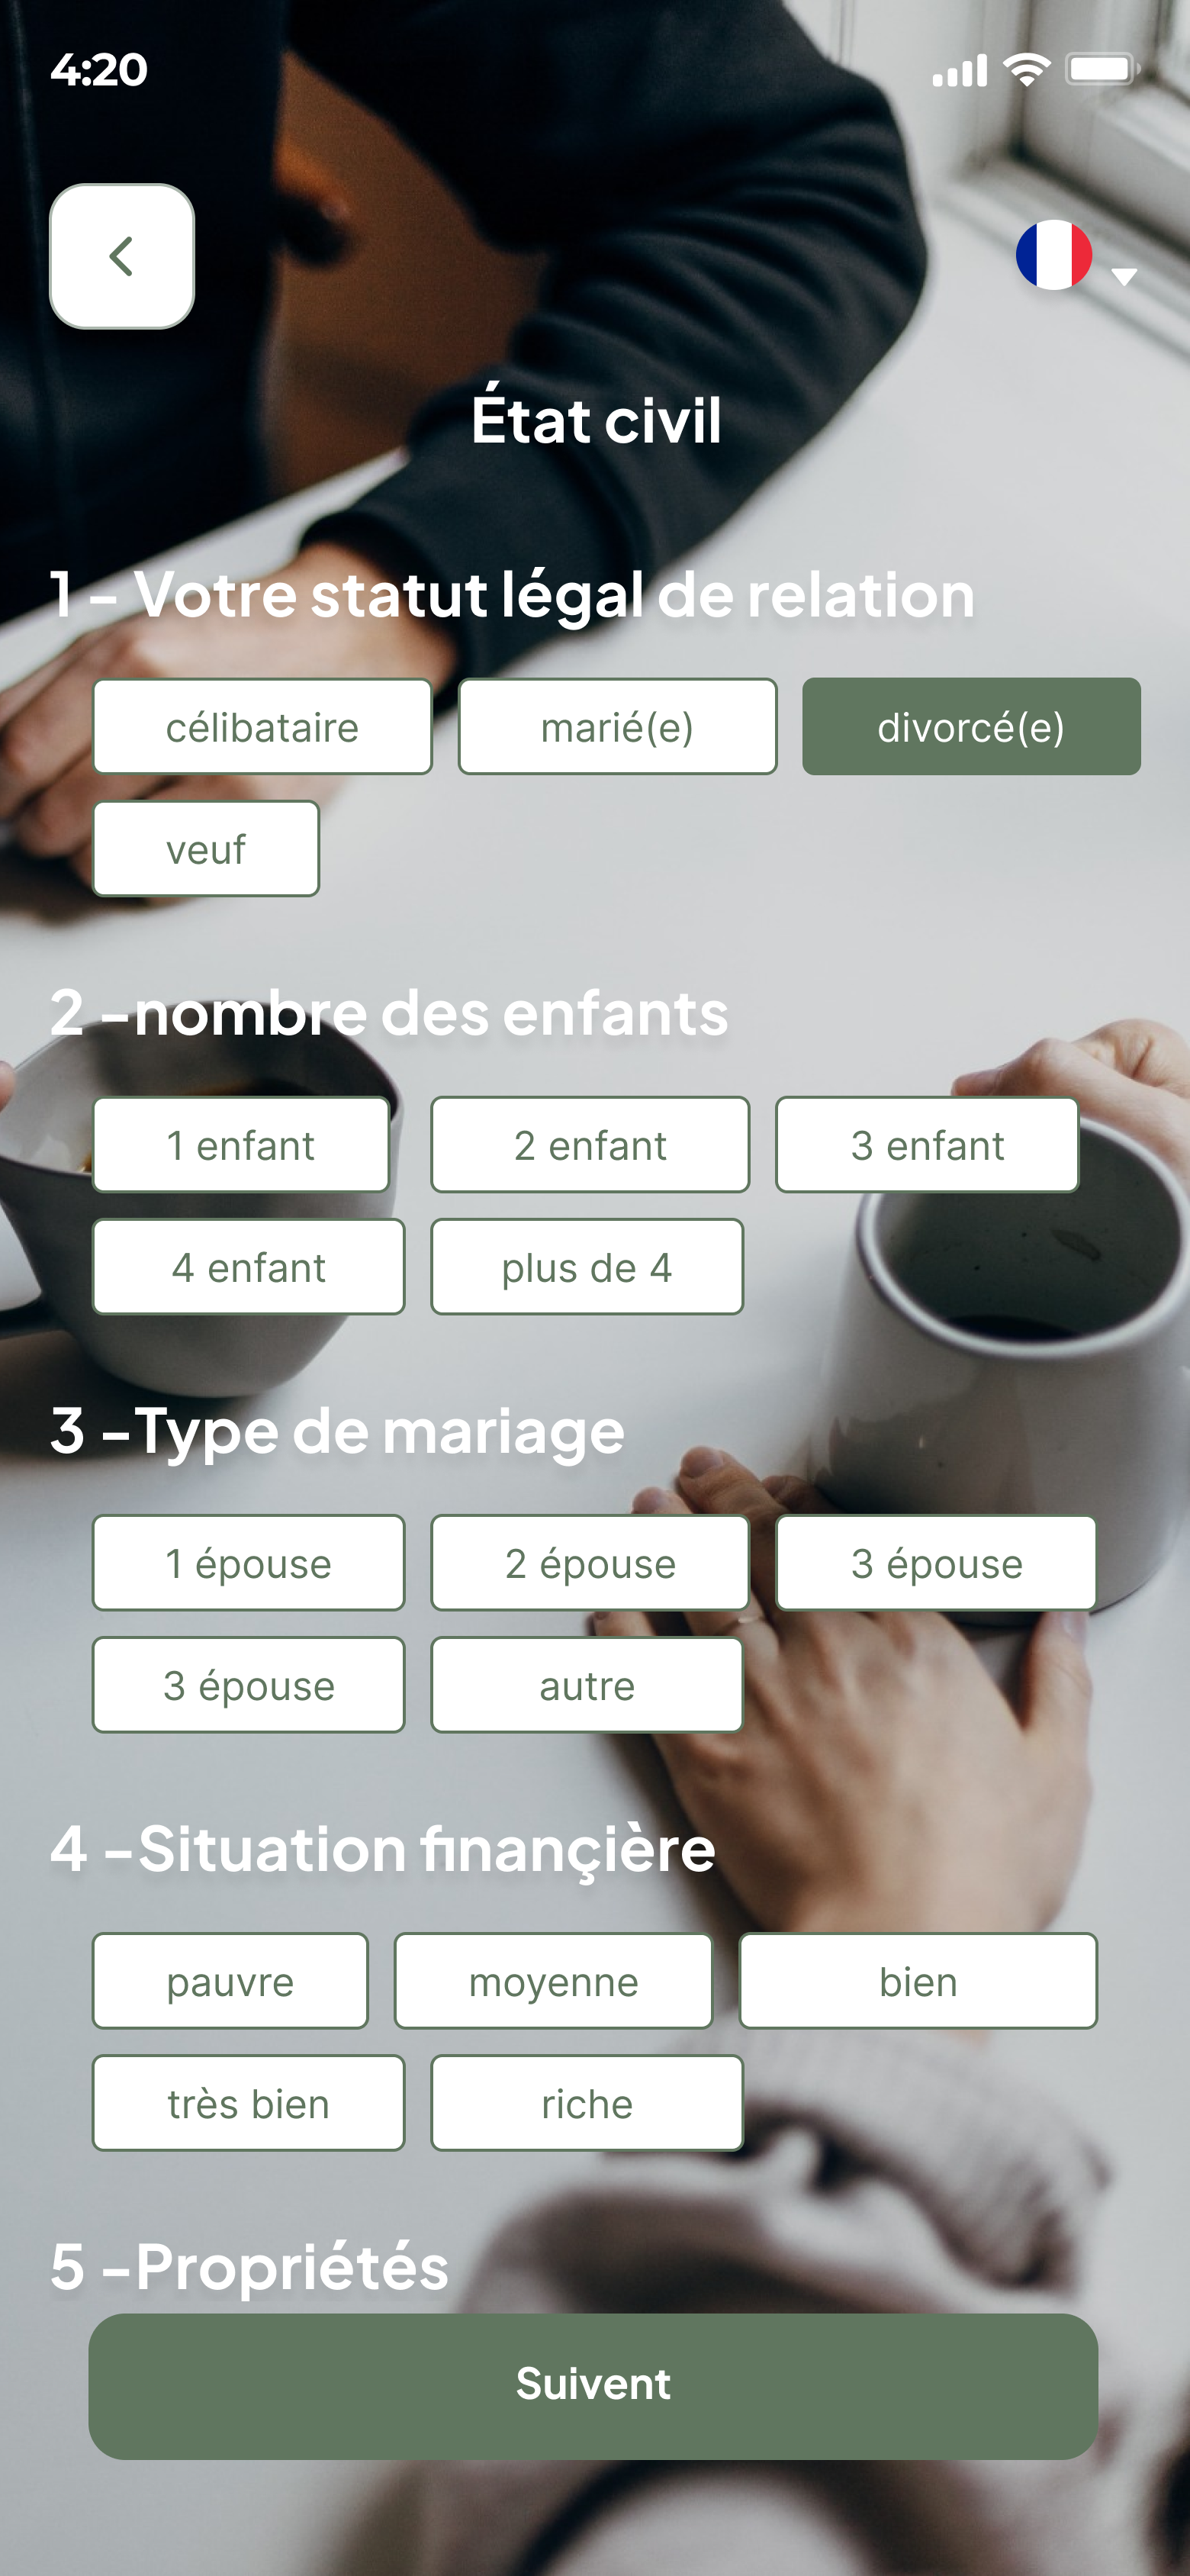 4:20
État civil
1 - Votre statut légal de relation
célibataire
marié(e)
divorcé(e)
veuf
2 -nombre des enfants
1 enfant
2 enfant
3 enfant
4 enfant
plus de 4
3 -Type de mariage
1 épouse
2 épouse
3 épouse
3 épouse
autre
4 -Situation finançière
pauvre
moyenne
bien
très bien
riche
5 -Propriétés
Suivent